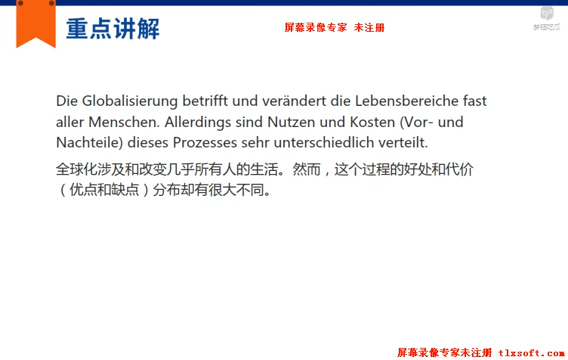 重点讲解
屏幕录像专家 未注册
Die Globalisierung betrifft und verändert die Lebensbereiche fast
aller Menschen. Allerdings sind Nutzen und Kosten (Vor- und
Nachteile) dieses Prozesses sehr unterschiedlich verteilt.
全球化涉及和改变几乎所有人的生活。然而，这个过程的好处和代价
（优点和缺点）分布却有很大不同。
屏幕录像专家未注册 tlxsoft.com